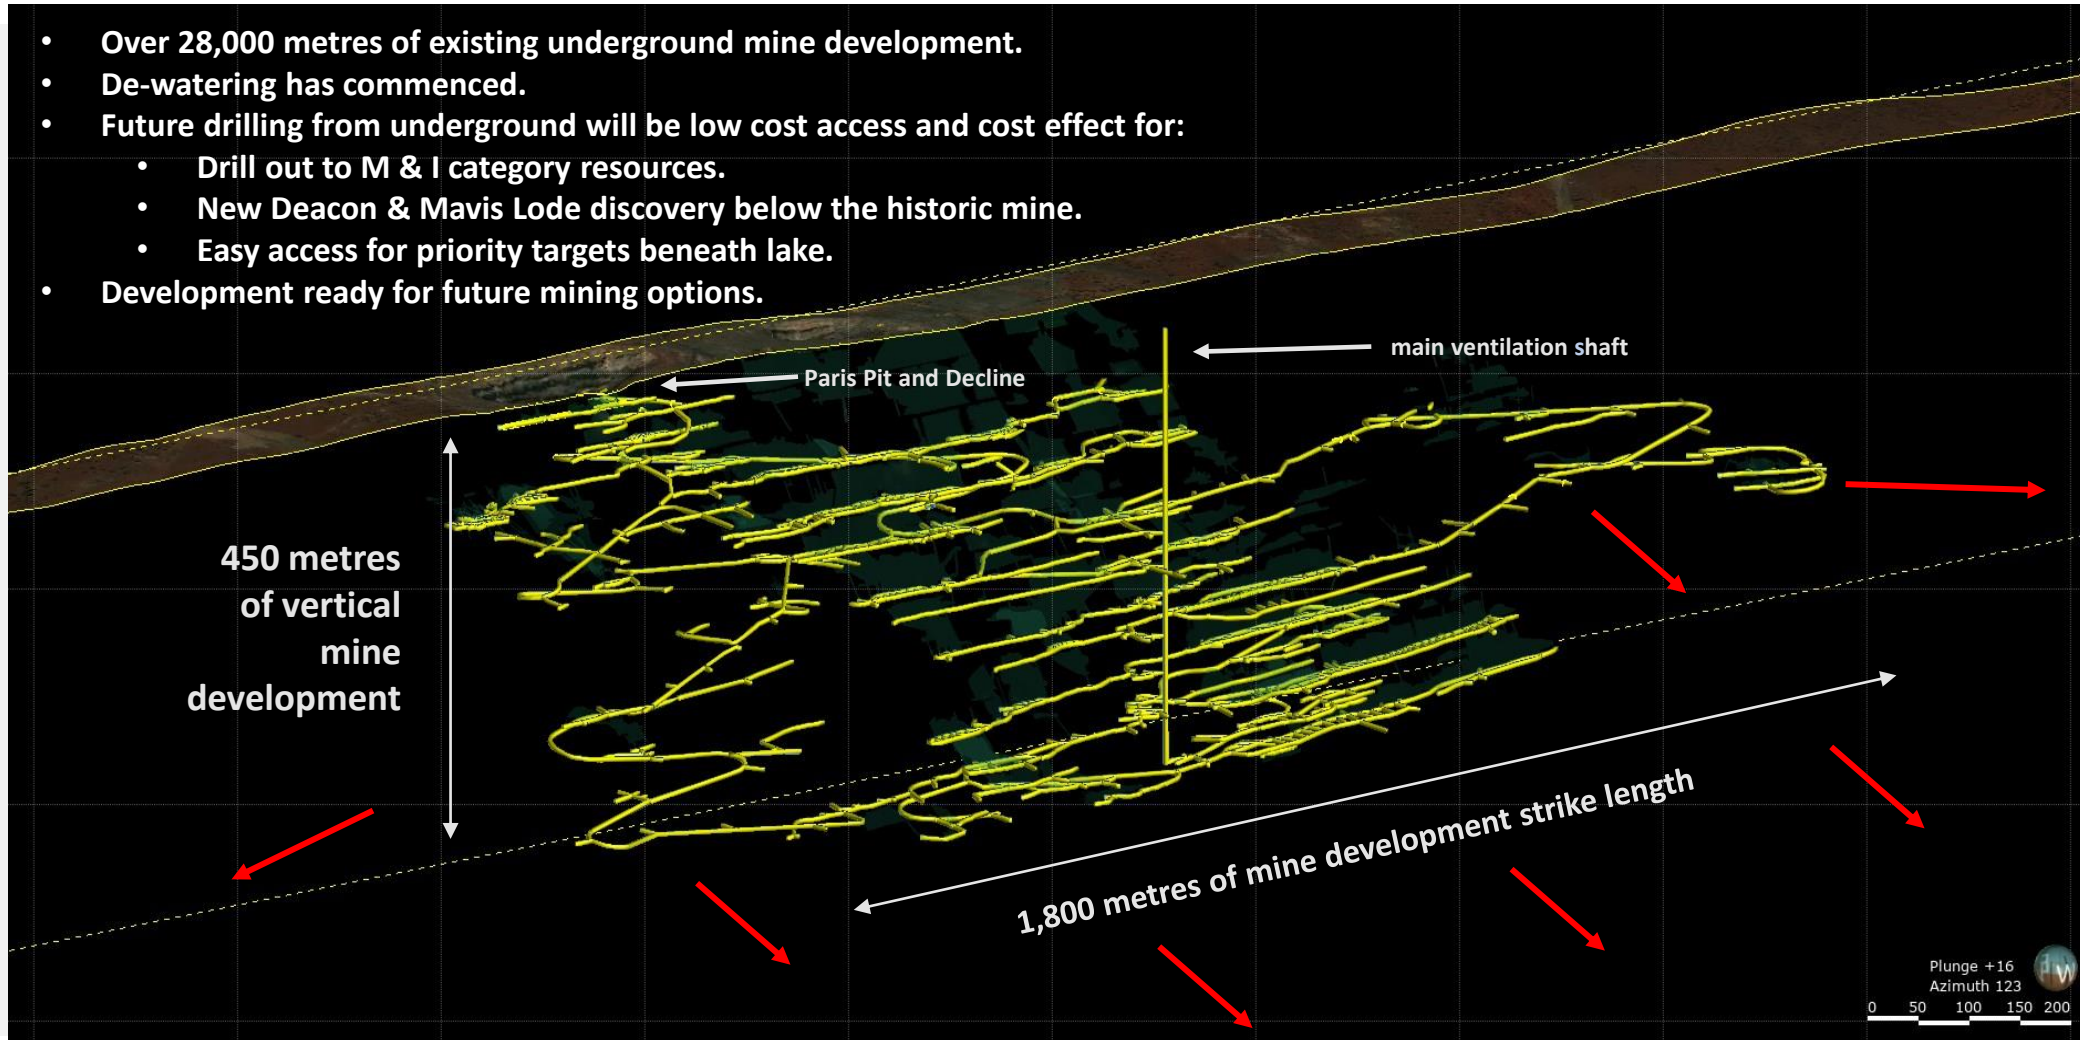 • Over 28,000 metres of existing underground mine development.
• De-watering has commenced.
• Future drilling from underground will be low cost access and cost effect for:
• Drill out to M & I category resources.
• New Deacon & Mavis Lode discovery below the historic mine.
• Easy access for priority targets beneath lake.
• Development ready for future mining options.
main ventilation shaft
Paris Pit and Decline
450 metres
of vertical
mine
development
1,800 metres of mine development strike length
Plunge +16
Azimuth 123
W
0 50 100 150 200